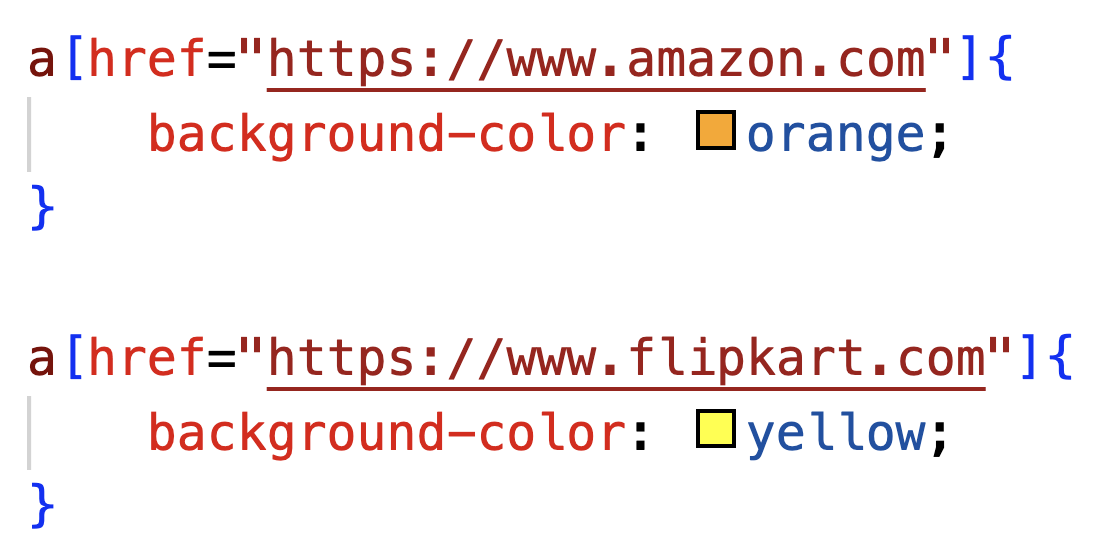 a[href="https://www.amazon.com"]{
    background-color: orange;
}
a[href="https://www.flipkart.com"]{
    background-color: yellow;
}